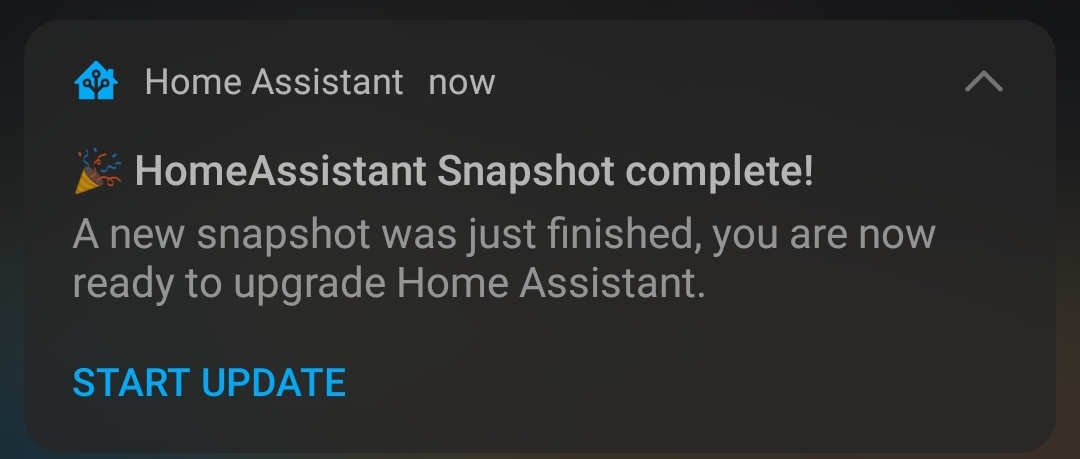 Home Assistant now
🎉 HomeAssistant Snapshot complete!
A new snapshot was just finished, you are now
ready to upgrade Home Assistant.
START UPDATE